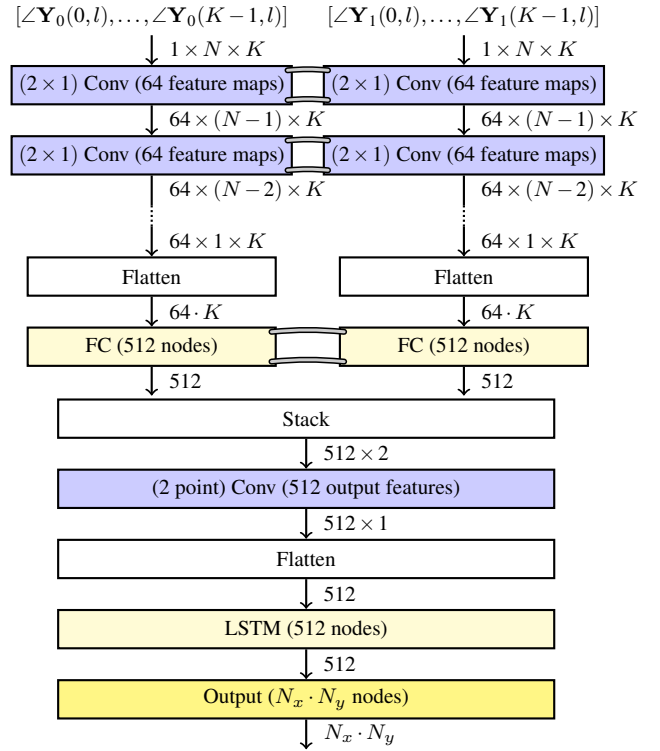 [∠Y₀(0,l),…,∠Y₀(K−1,l)] [∠Y₁(0,l),…,∠Y₁(K−1,l)]
1 × N × K 1 × N × K
(2 × 1) Conv (64 feature maps) (2 × 1) Conv (64 feature maps)
64 × (N−1) × K 64 × (N−1) × K
(2 × 1) Conv (64 feature maps) (2 × 1) Conv (64 feature maps)
64 × (N−2) × K 64 × (N−2) × K
64 × 1 × K 64 × 1 × K
Flatten Flatten
64 · K 64 · K
FC (512 nodes) FC (512 nodes)
512 512
Stack
512 × 2
(2 point) Conv (512 output features)
512 × 1
Flatten
512
LSTM (512 nodes)
512
Output (Nₓ · N_y nodes)
Nₓ · N_y